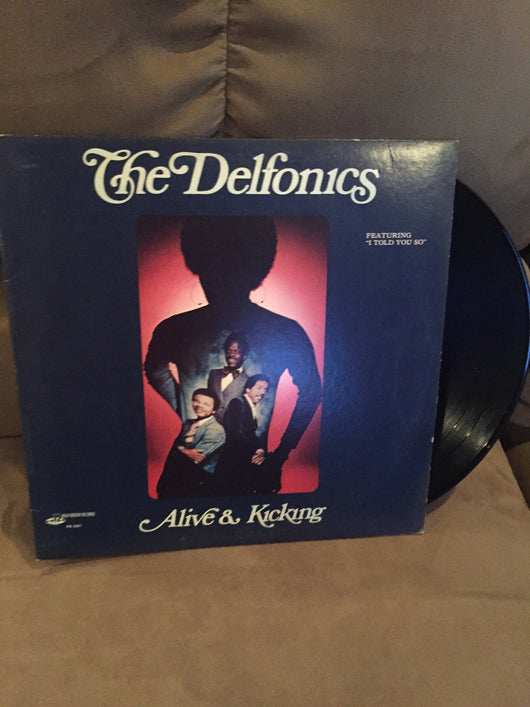 The Delfonics
FEATURING
"I TOLD YOU SO"
Alive & Kicking